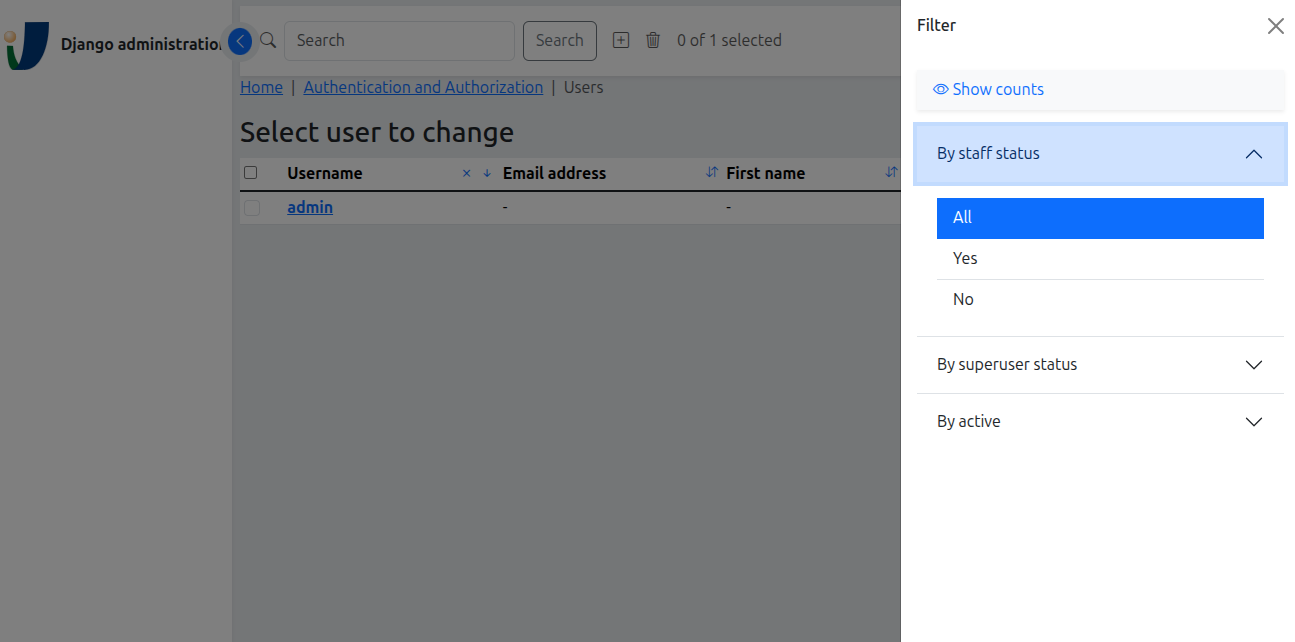 Django administratio
Search
Search
0 of 1 selected
Home | Authentication and Authorization | Users
Select user to change
Username Email address First name
admin - -
Filter
Show counts
By staff status
All
Yes
No
By superuser status
By active